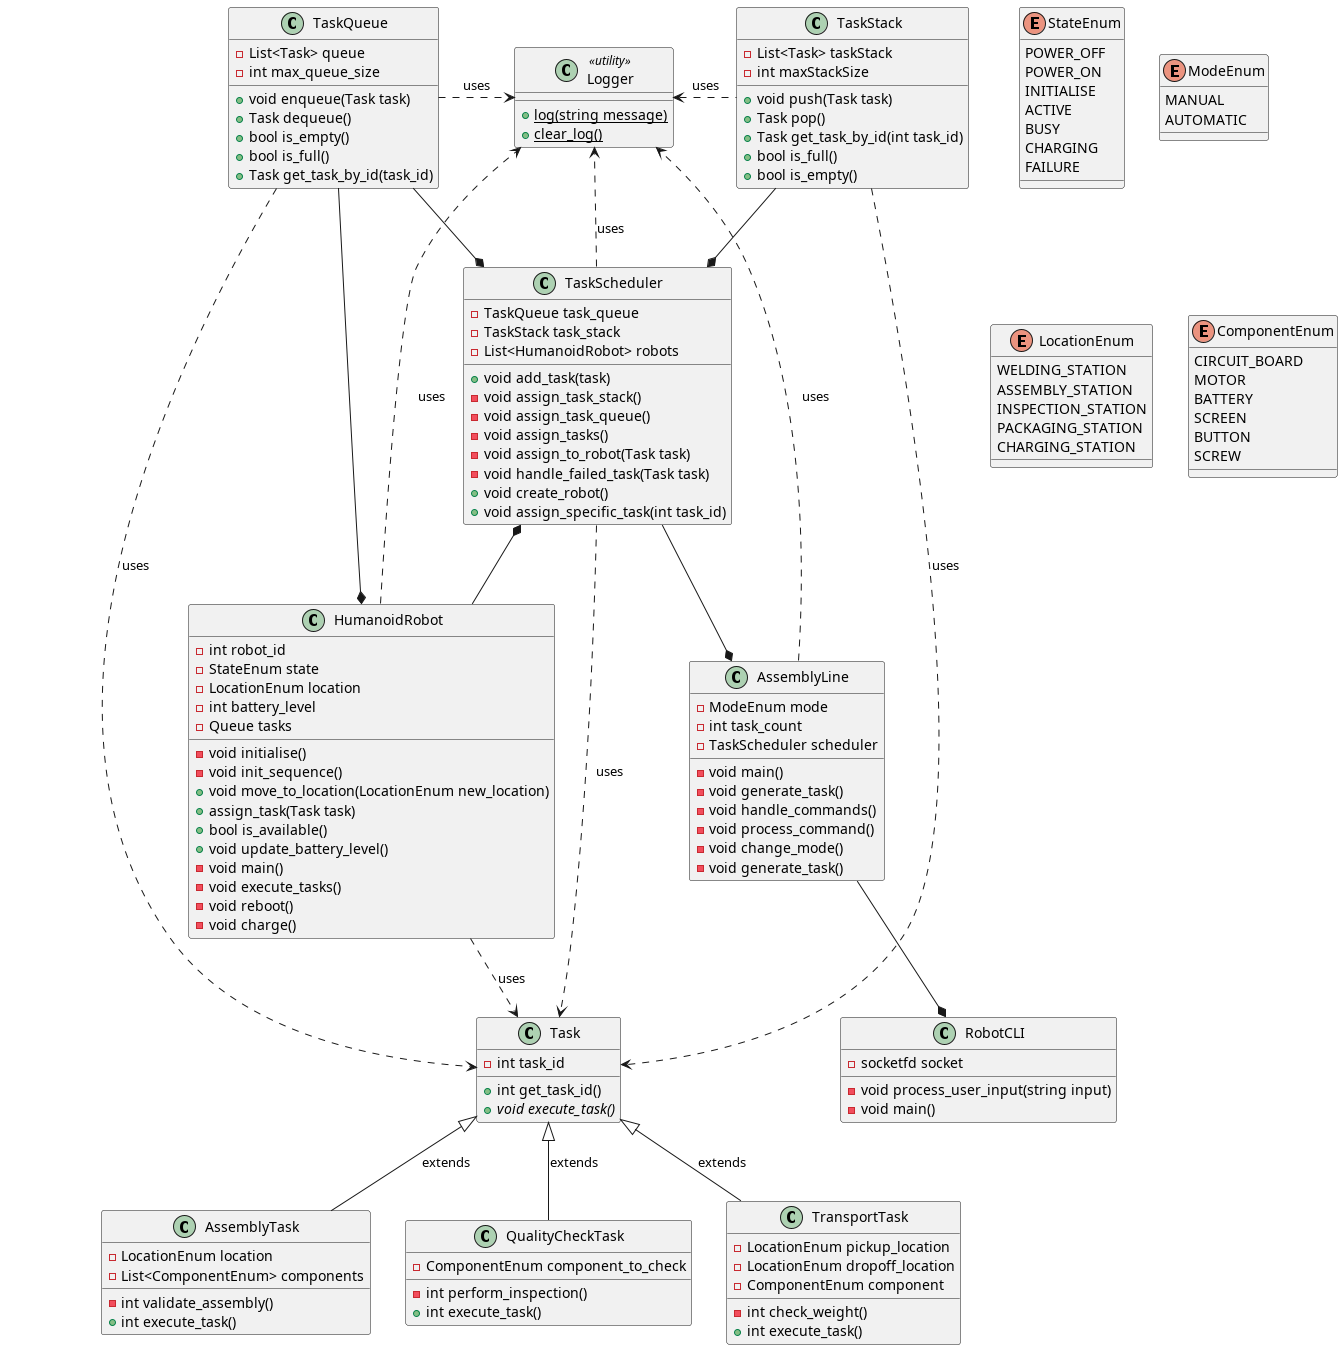 C TaskQueue
List<Task> queue
int max_queue_size
void enqueue(Task task)
Task dequeue()
bool is_empty()
bool is_full()
Task get_task_by_id(task_id)
uses
C «utility»
Logger
log(string message)
clear_log()
uses
C TaskStack
List<Task> taskStack
int maxStackSize
void push(Task task)
Task pop()
Task get_task_by_id(int task_id)
bool is_full()
bool is_empty()
E StateEnum
POWER_OFF
POWER_ON
INITIALISE
ACTIVE
BUSY
CHARGING
FAILURE
E ModeEnum
MANUAL
AUTOMATIC
uses
C TaskScheduler
TaskQueue task_queue
TaskStack task_stack
List<HumanoidRobot> robots
void add_task(task)
void assign_task_stack()
void assign_task_queue()
void assign_tasks()
void assign_to_robot(Task task)
void handle_failed_task(Task task)
void create_robot()
void assign_specific_task(int task_id)
uses
uses
E LocationEnum
WELDING_STATION
ASSEMBLY_STATION
INSPECTION_STATION
PACKAGING_STATION
CHARGING_STATION
E ComponentEnum
CIRCUIT_BOARD
MOTOR
BATTERY
SCREEN
BUTTON
SCREW
uses
uses
C HumanoidRobot
int robot_id
StateEnum state
LocationEnum location
int battery_level
Queue tasks
void initialise()
void init_sequence()
void move_to_location(LocationEnum new_location)
assign_task(Task task)
bool is_available()
void update_battery_level()
void main()
void execute_tasks()
void reboot()
void charge()
uses
C AssemblyLine
ModeEnum mode
int task_count
TaskScheduler scheduler
void main()
void generate_task()
void handle_commands()
void process_command()
void change_mode()
void generate_task()
uses
C Task
int task_id
int get_task_id()
void execute_task()
C RobotCLI
socketfd socket
void process_user_input(string input)
void main()
extends
extends
extends
C AssemblyTask
LocationEnum location
List<ComponentEnum> components
int validate_assembly()
int execute_task()
C QualityCheckTask
ComponentEnum component_to_check
int perform_inspection()
int execute_task()
C TransportTask
LocationEnum pickup_location
LocationEnum dropoff_location
ComponentEnum component
int check_weight()
int execute_task()